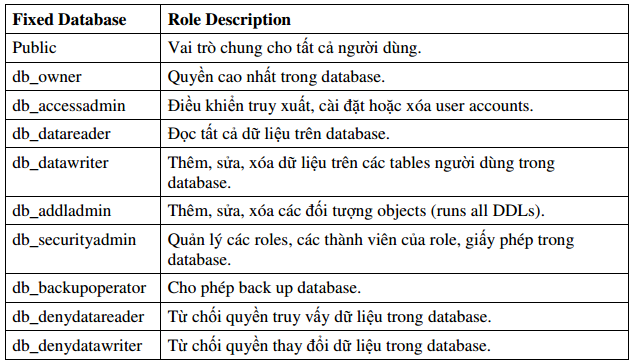 Fixed Database Role Description
Public Vai trò chung cho tất cả người dùng.
db_owner Quyền cao nhất trong database.
db_accessadmin Điều khiển truy xuất, cài đặt hoặc xóa user accounts.
db_datareader Đọc tất cả dữ liệu trên database.
db_datawriter Thêm, sửa, xóa dữ liệu trên các tables người dùng trong
database.
db_addladmin Thêm, sửa, xóa các đối tượng objects (runs all DDLs).
db_securityadmin Quản lý các roles, các thành viên của role, giấy phép trong
database.
db_backupoperator Cho phép back up database.
db_denydatareader Từ chối quyền truy vấy dữ liệu trong database.
db_denydatawriter Từ chối quyền thay đổi dữ liệu trong database.